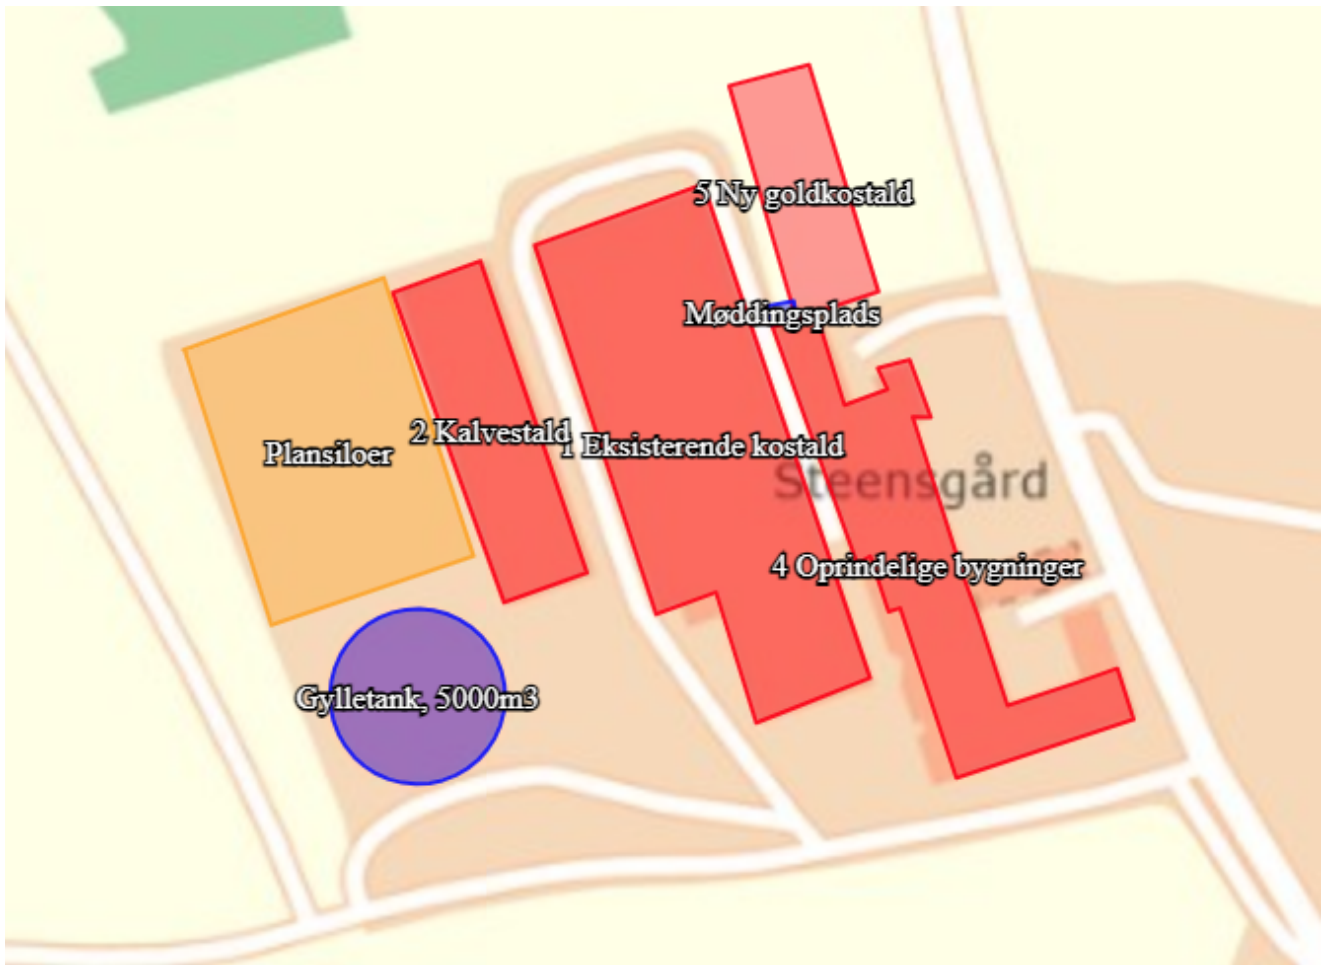 5 Ny goldkostald
Møddingsplads
2 Kalvestald
1 Eksisterende kostald
Plansiloer
Steensgård
4 Oprindelige bygninger
Gylletank, 5000m3